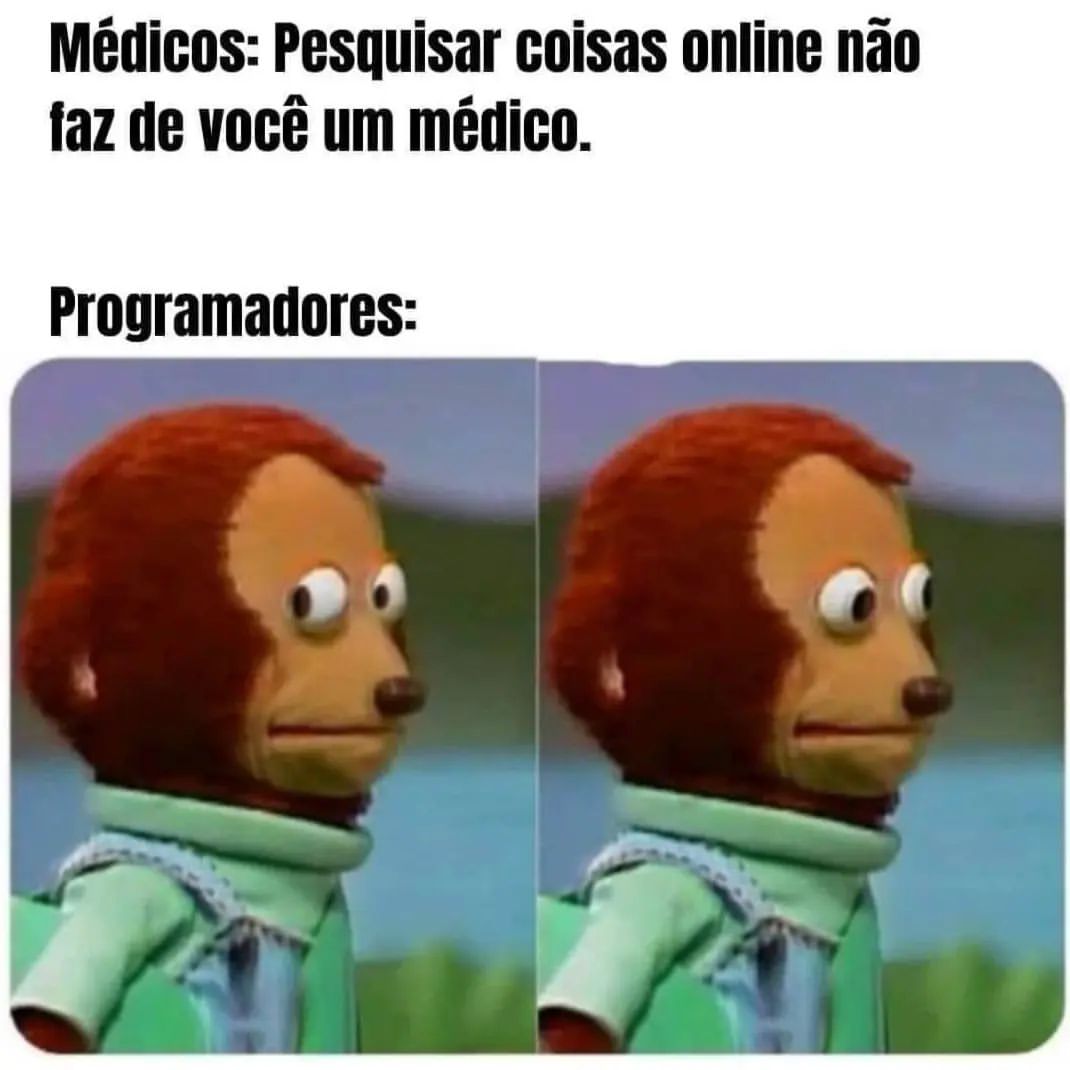 Médicos: Pesquisar coisas online não
faz de você um médico.
Programadores: